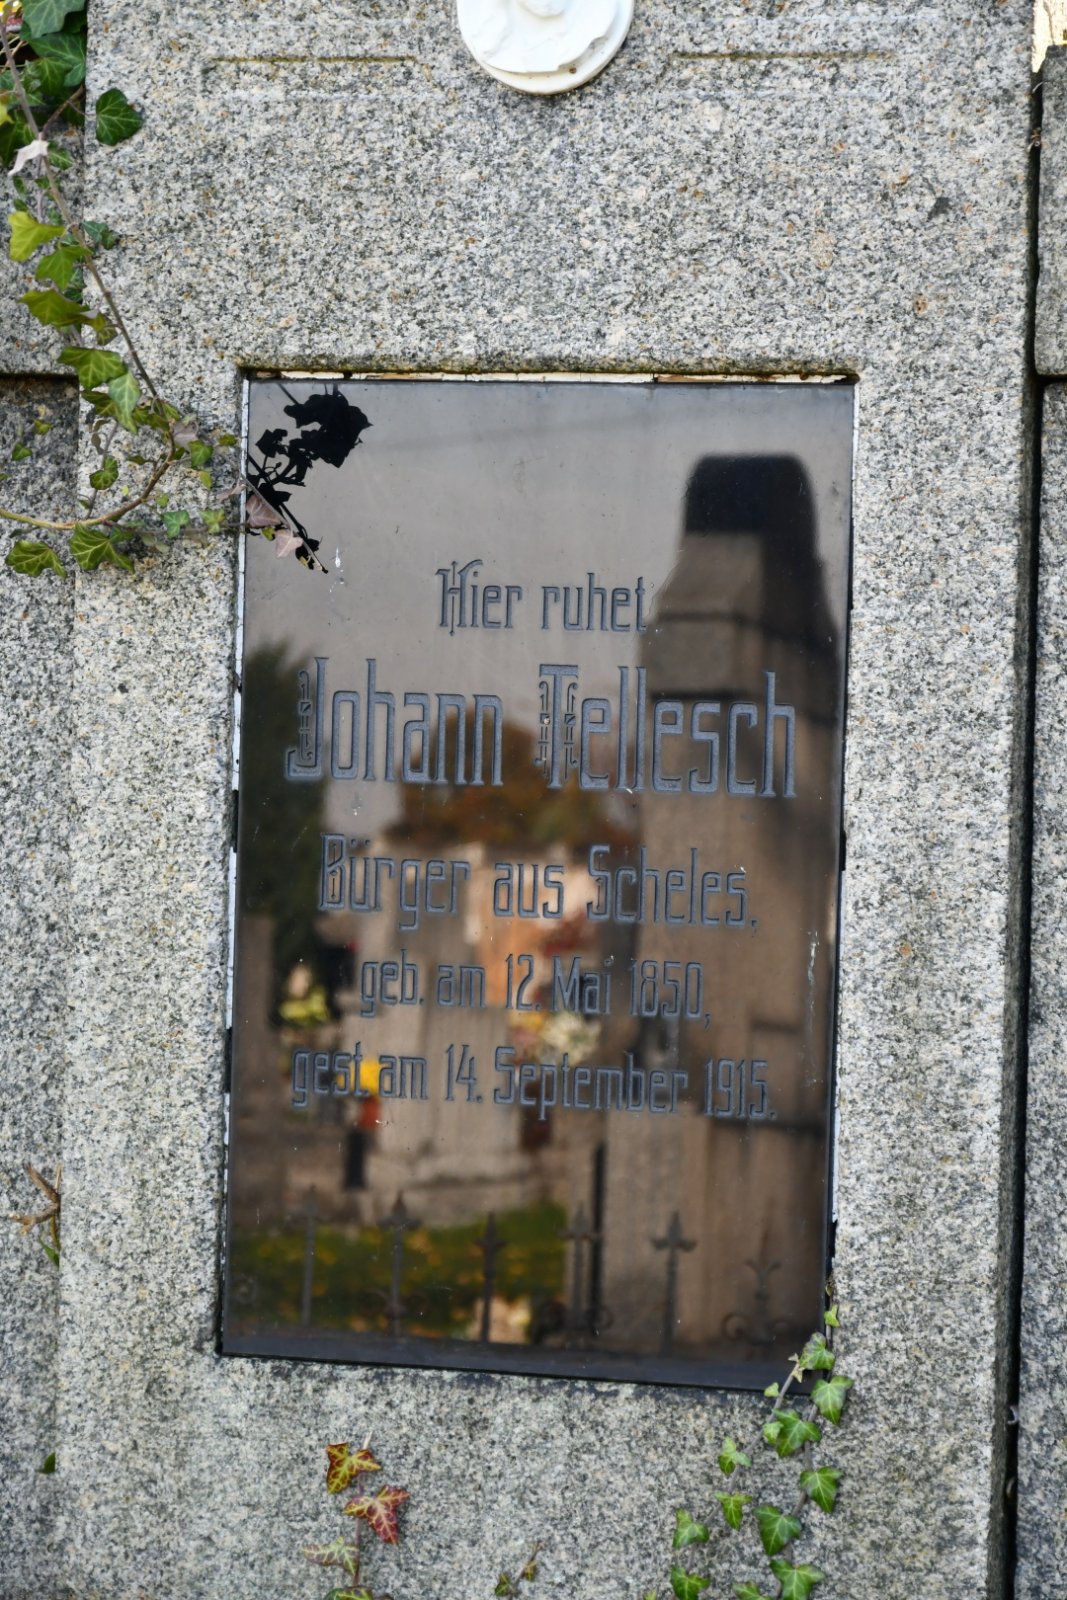 Hier ruhet
Johann Tellesch
Bürger aus Scheles,
geb. am 12. Mai 1850,
gest. am 14. September 1915.